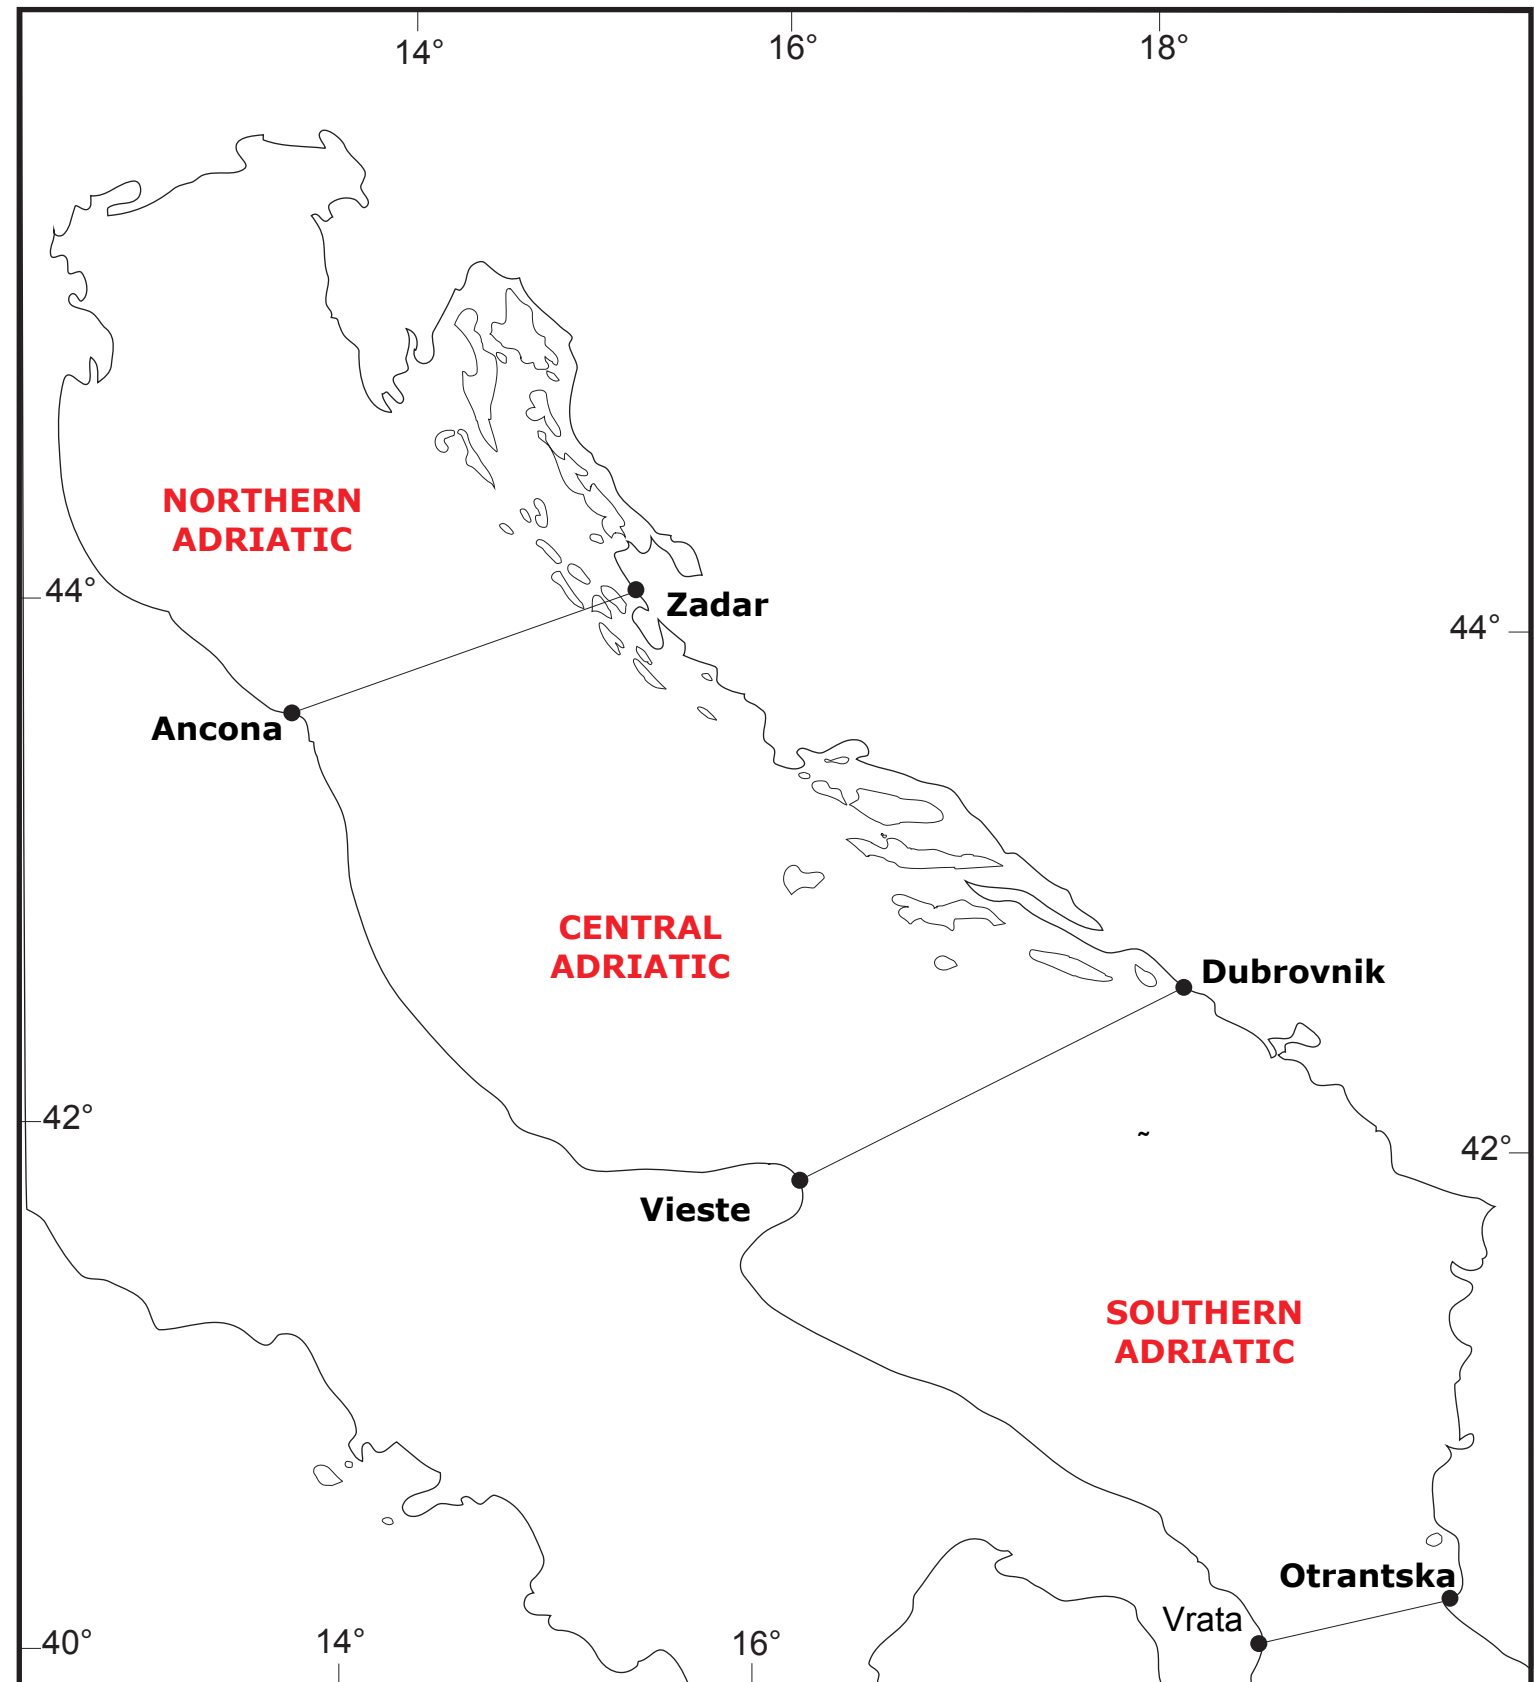 14°
16°
18°
NORTHERN
ADRIATIC
44°
Zadar
44°
Ancona
CENTRAL
ADRIATIC
Dubrovnik
42°
~
42°
Vieste
SOUTHERN
ADRIATIC
Otrantska
Vrata
40°
14°
16°